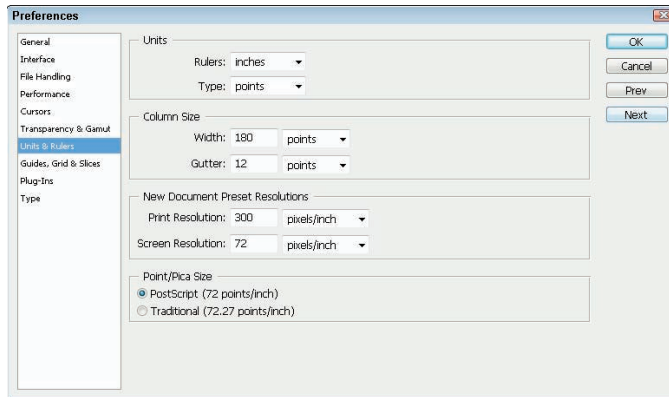 Preferences
General
Interface
File Handling
Performance
Cursors
Transparency & Gamut
Units & Rulers
Guides, Grid & Slices
Plug-Ins
Type
Units
Rulers: inches
Type: points
Column Size
Width: 180 points
Gutter: 12 points
New Document Preset Resolutions
Print Resolution: 300 pixels/inch
Screen Resolution: 72 pixels/inch
Point/Pica Size
PostScript (72 points/inch)
Traditional (72.27 points/inch)
OK
Cancel
Prev
Next